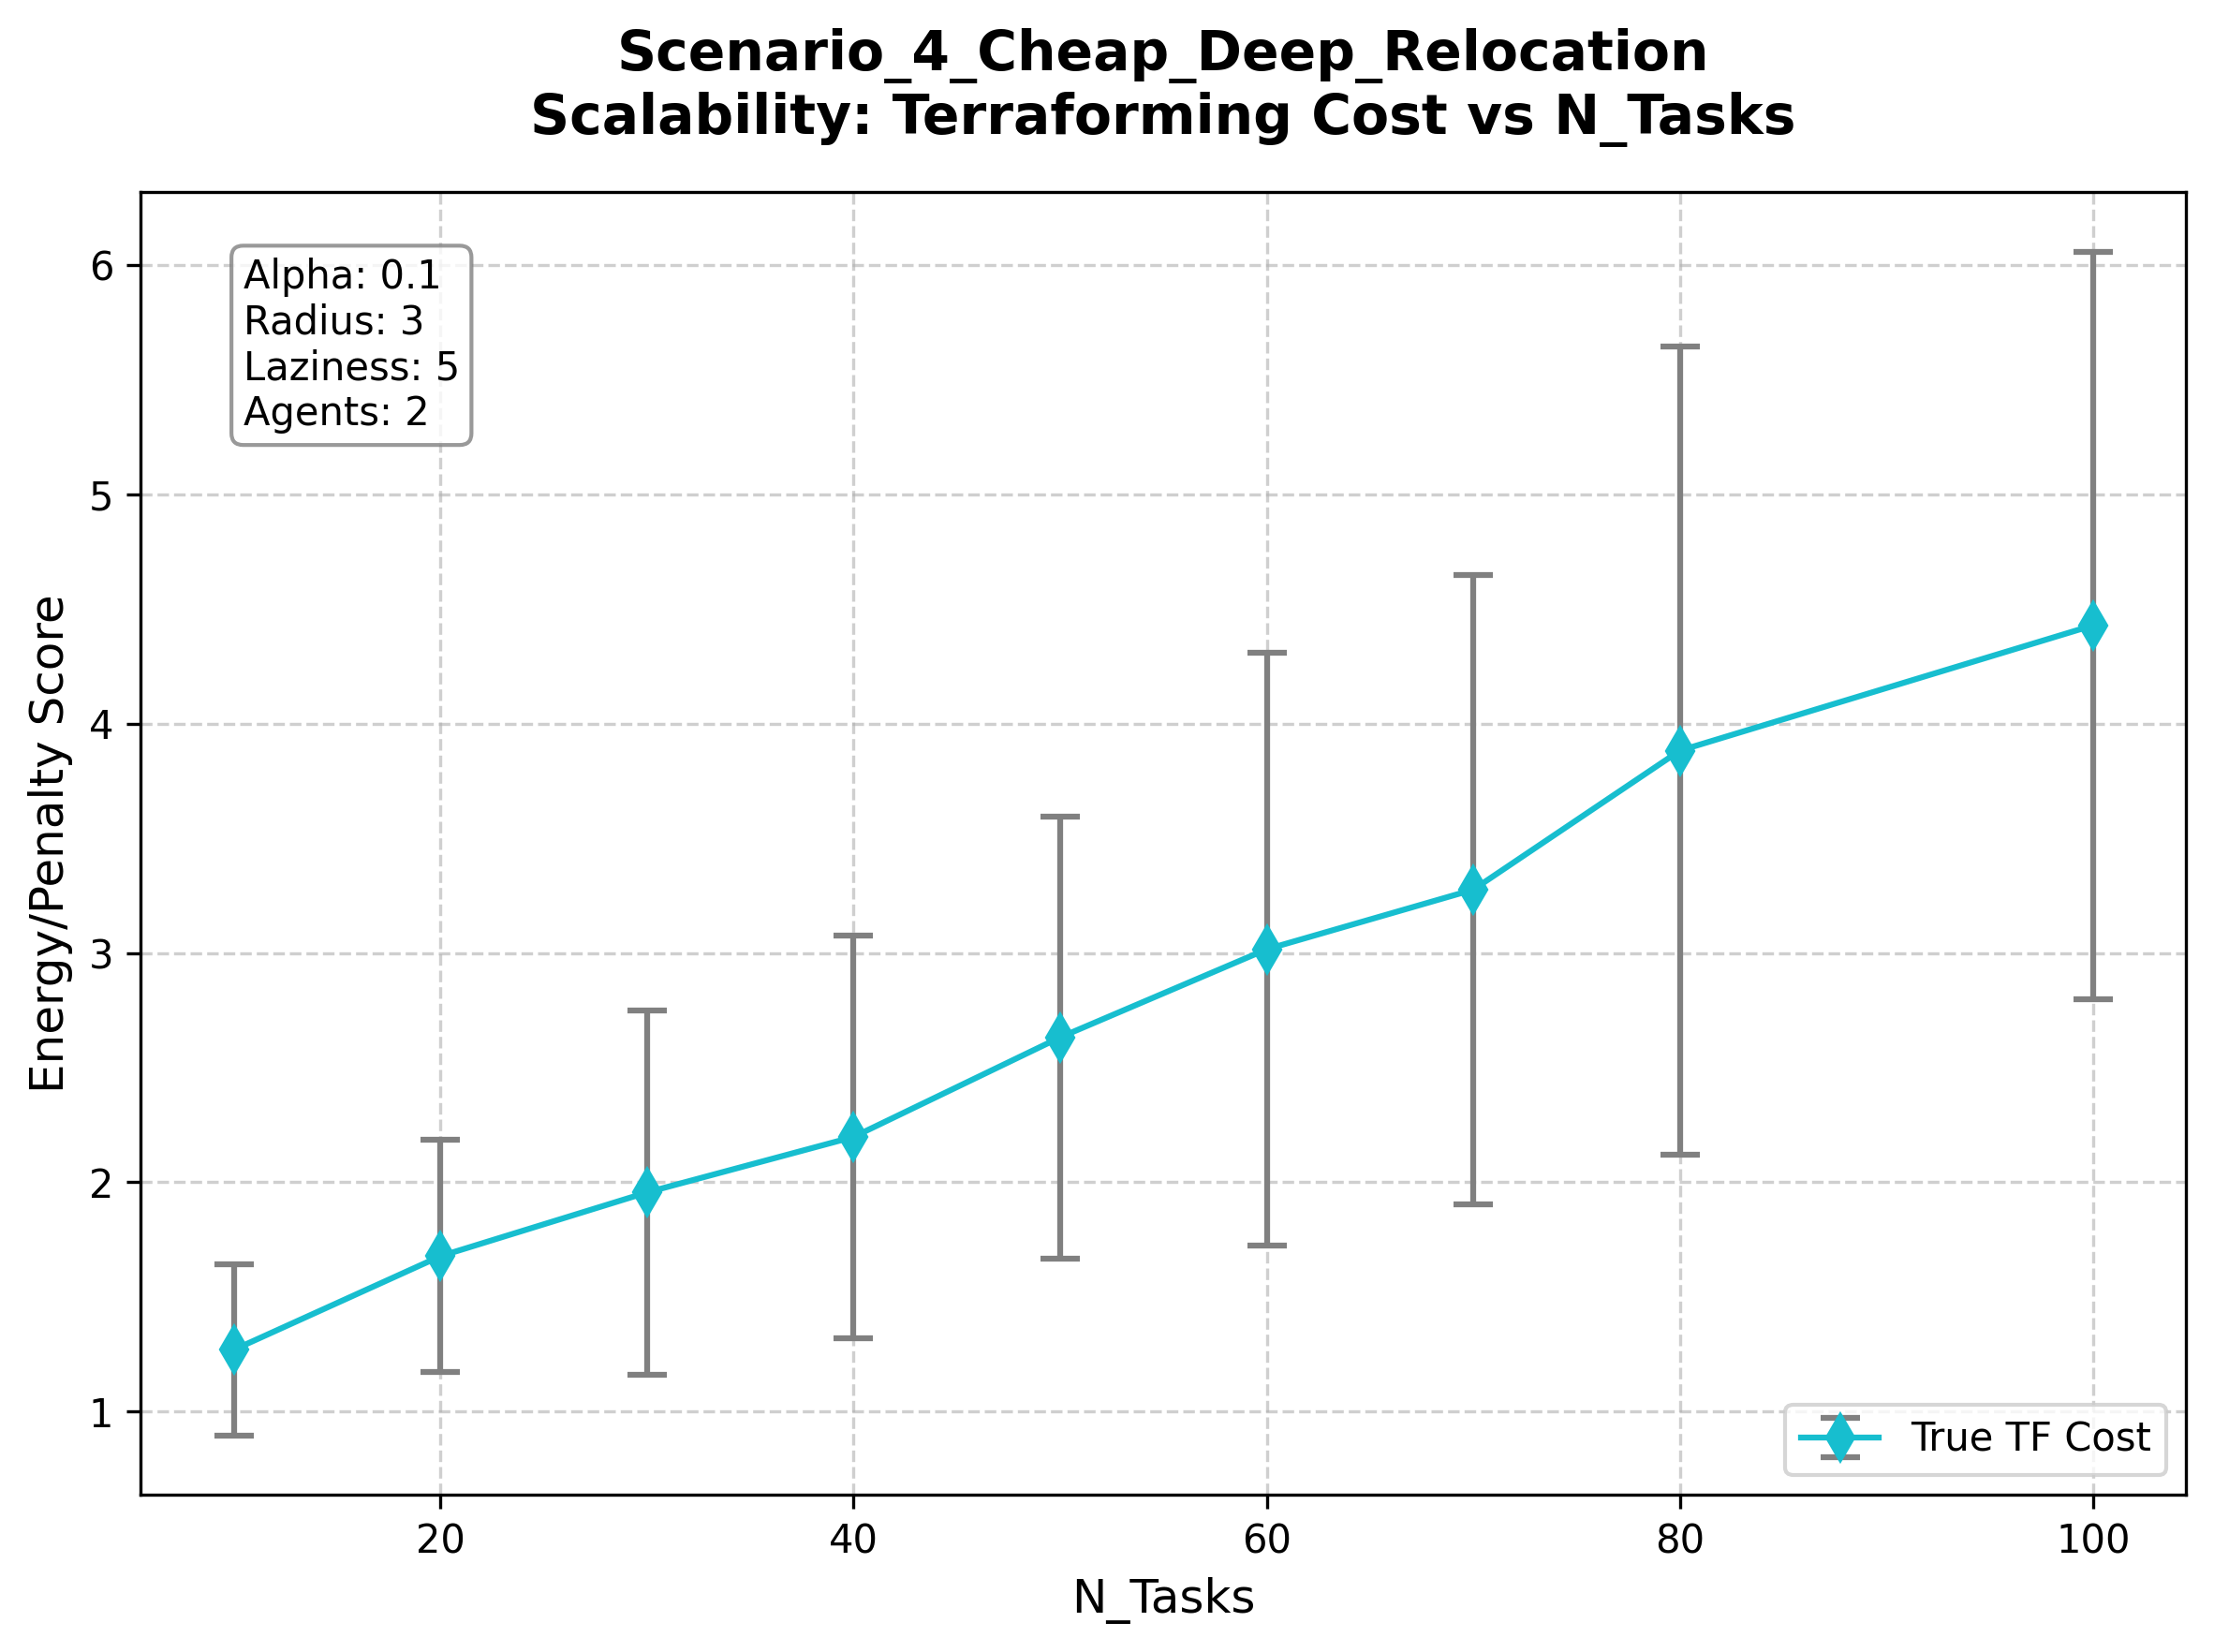 Scenario_4_Cheap_Deep_Relocation
Scalability: Terraforming Cost vs N_Tasks
Alpha: 0.1
Radius: 3
Laziness: 5
Agents: 2
Energy/Penalty Score
6
5
4
3
2
1
True TF Cost
20
40
60
80
100
N_Tasks